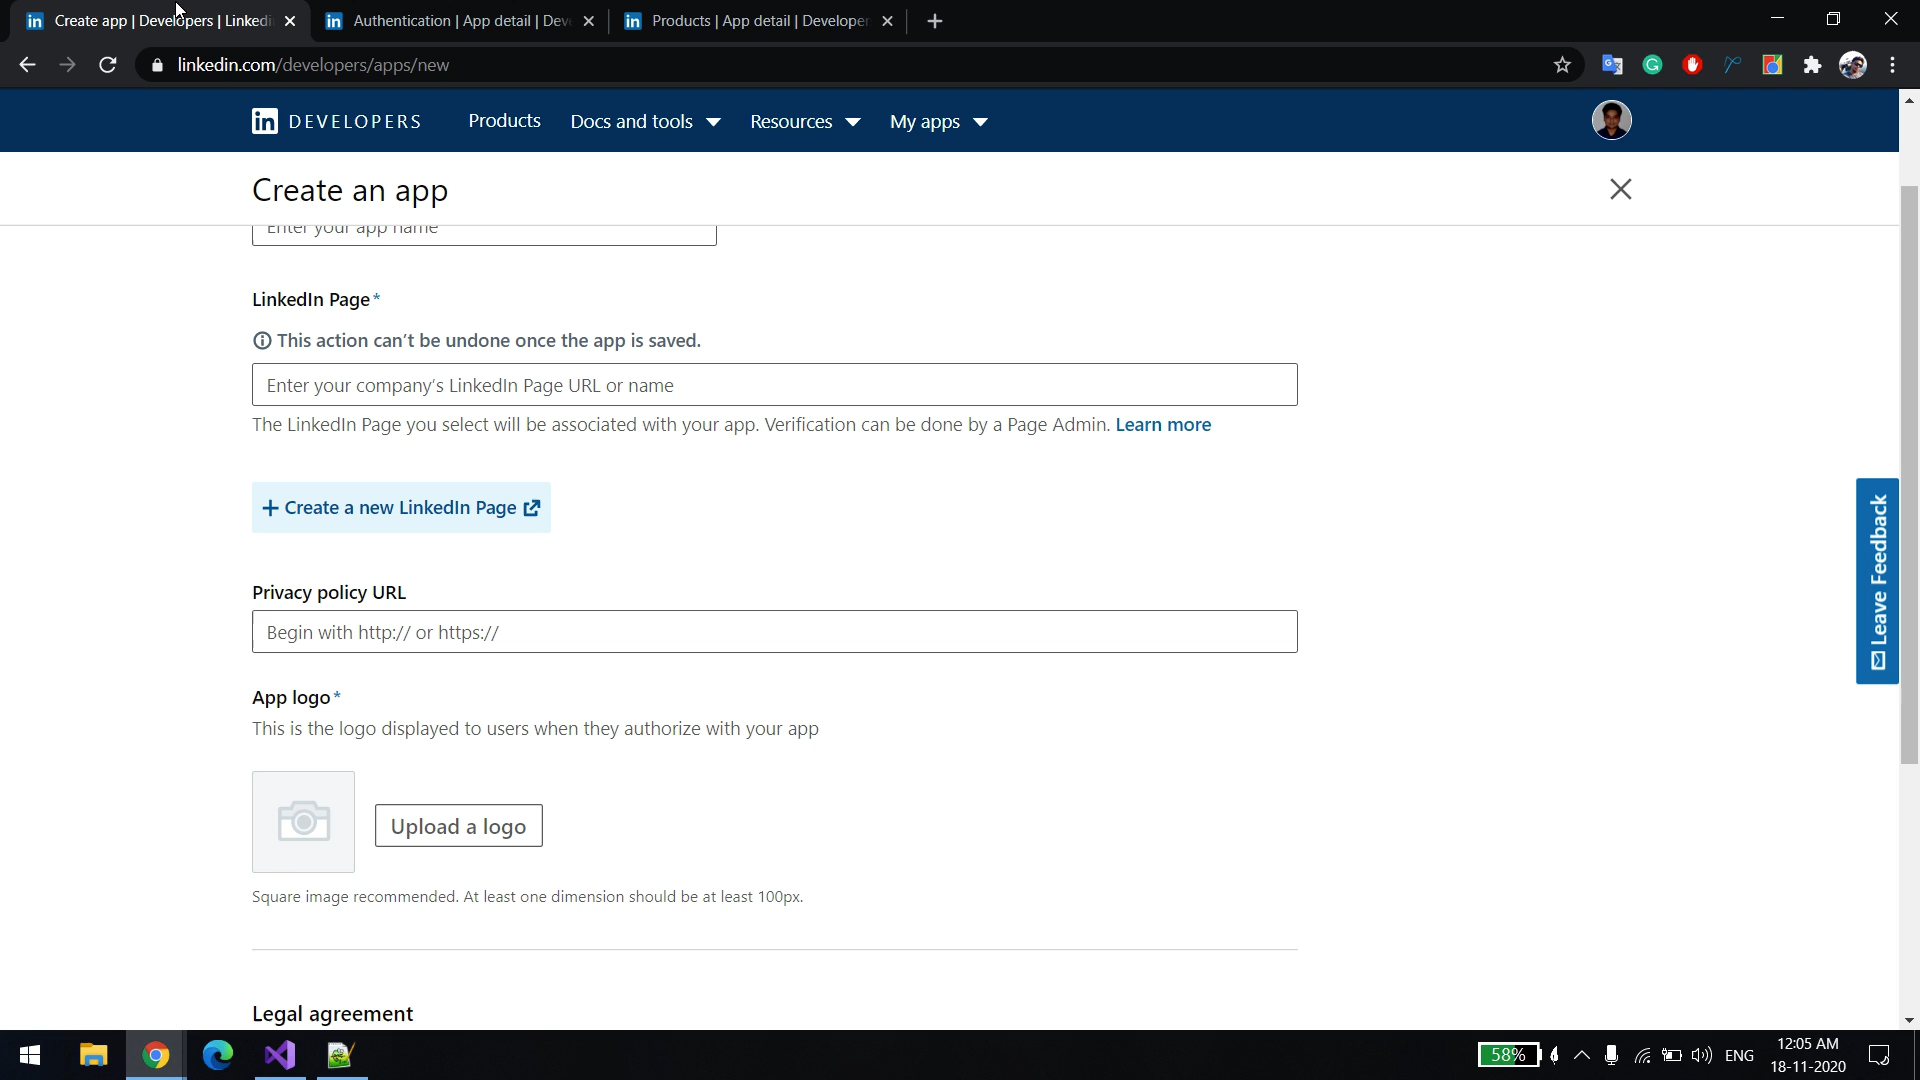 Create app | Developers | Linkedi
Authentication | App detail | Dev
Products | App detail | Developer
linkedin.com/developers/apps/new
in DEVELOPERS
Products
Docs and tools
Resources
My apps
Create an app
Enter your app name
LinkedIn Page*
This action can't be undone once the app is saved.
Enter your company's LinkedIn Page URL or name
The LinkedIn Page you select will be associated with your app. Verification can be done by a Page Admin. Learn more
+ Create a new LinkedIn Page
Leave Feedback
Privacy policy URL
Begin with http:// or https://
App logo*
This is the logo displayed to users when they authorize with your app
Upload a logo
Square image recommended. At least one dimension should be at least 100px.
Legal agreement
58%
ENG
12:05 AM
18-11-2020